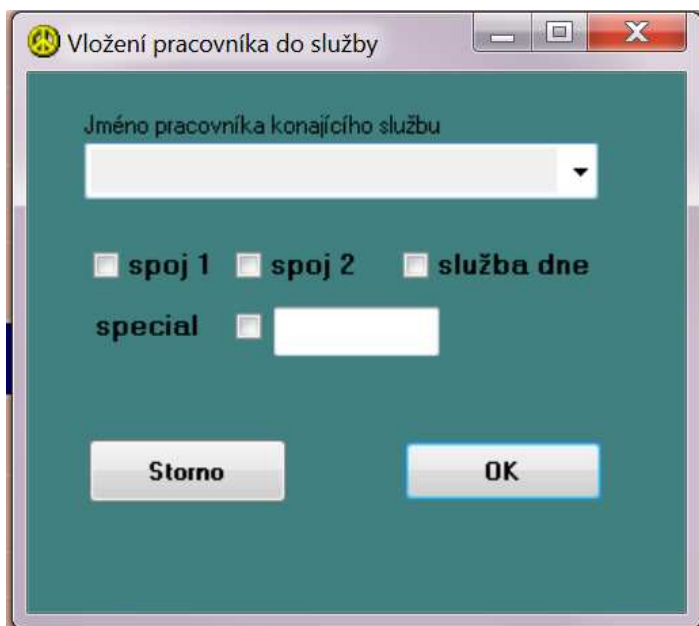 Vložení pracovníka do služby
Jméno pracovníka konajícího službu
spoj 1 spoj 2 služba dne
special
Storno OK